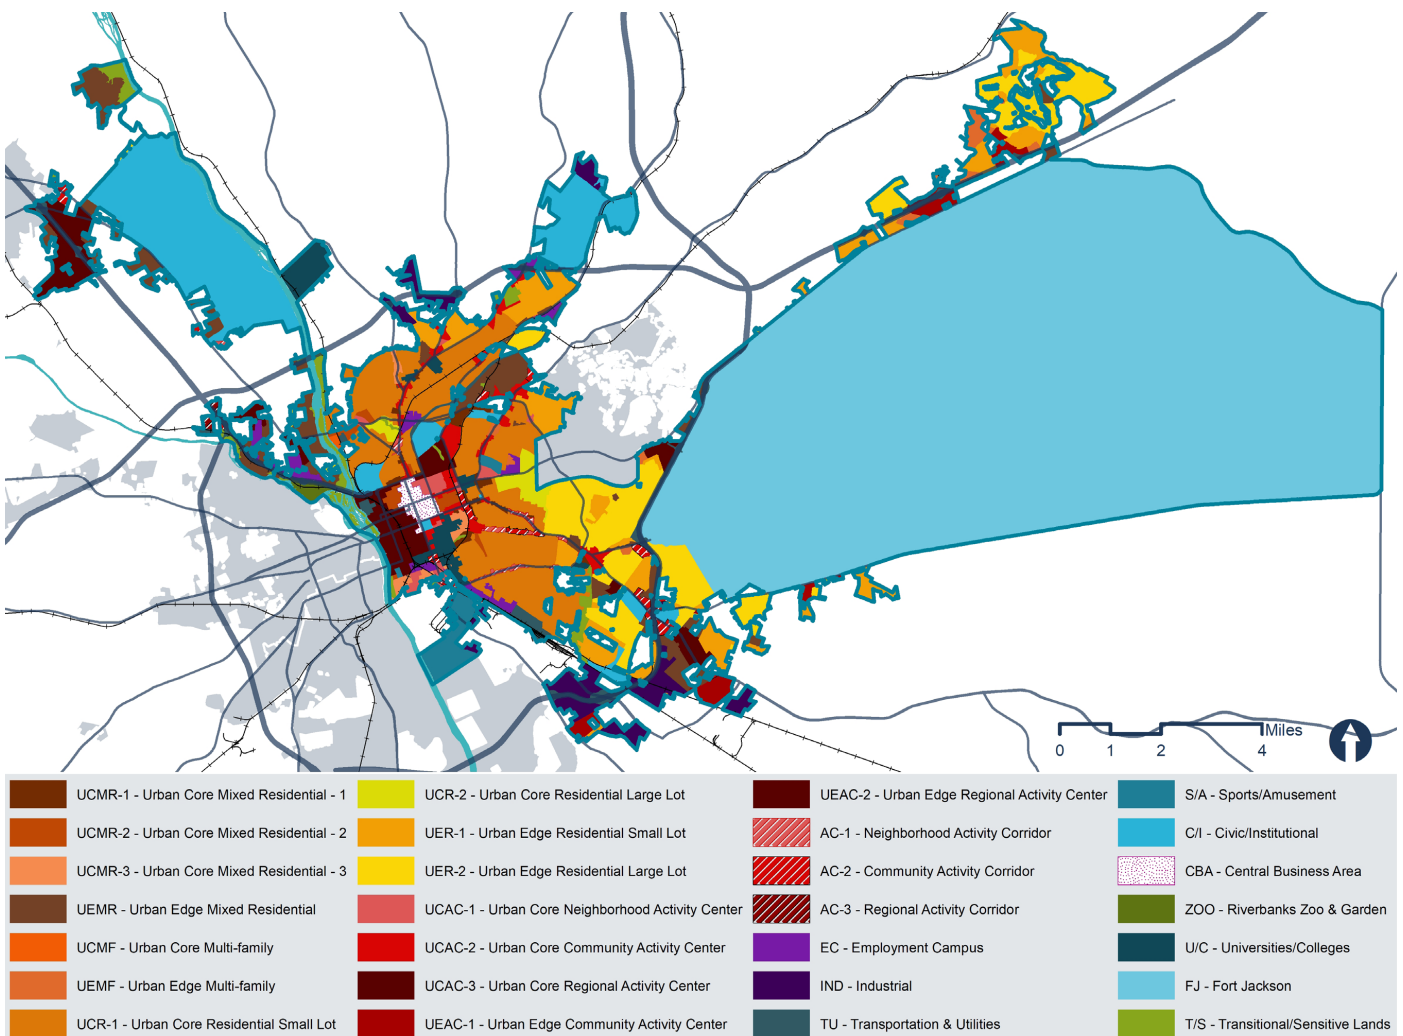 Miles
0 1 2 4
UCMR-1 - Urban Core Mixed Residential - 1
UCMR-2 - Urban Core Mixed Residential - 2
UCMR-3 - Urban Core Mixed Residential - 3
UEMR - Urban Edge Mixed Residential
UCMF - Urban Core Multi-family
UEMF - Urban Edge Multi-family
UCR-1 - Urban Core Residential Small Lot
UCR-2 - Urban Core Residential Large Lot
UER-1 - Urban Edge Residential Small Lot
UER-2 - Urban Edge Residential Large Lot
UCAC-1 - Urban Core Neighborhood Activity Center
UCAC-2 - Urban Core Community Activity Center
UCAC-3 - Urban Core Regional Activity Center
UEAC-1 - Urban Edge Community Activity Center
UEAC-2 - Urban Edge Regional Activity Center
AC-1 - Neighborhood Activity Corridor
AC-2 - Community Activity Corridor
AC-3 - Regional Activity Corridor
EC - Employment Campus
IND - Industrial
TU - Transportation & Utilities
S/A - Sports/Amusement
C/I - Civic/Institutional
CBA - Central Business Area
ZOO - Riverbanks Zoo & Garden
U/C - Universities/Colleges
FJ - Fort Jackson
T/S - Transitional/Sensitive Lands